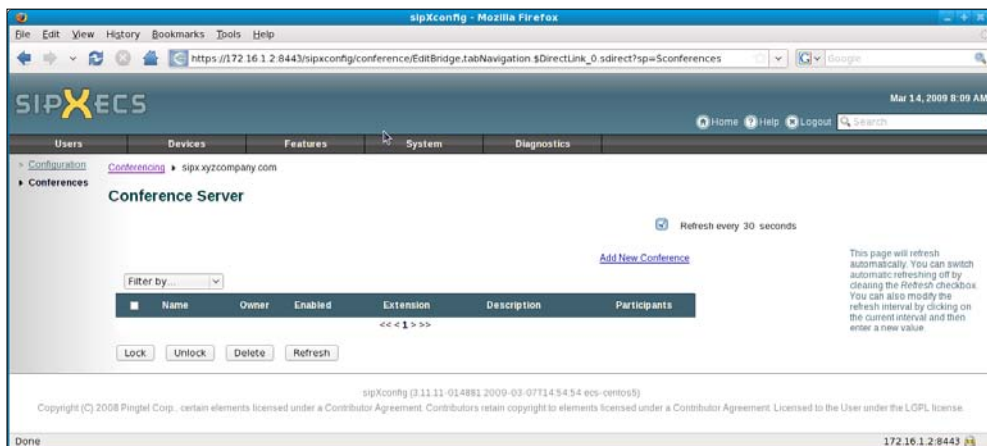 sipXconfig - Mozilla Firefox
File Edit View History Bookmarks Tools Help
https://172.16.1.2:8443/sipxconfig/conference/EditBridge,tabNavigation.$DirectLink_0.sdirect?sp=Sconferences
Google
SIPXECS
Mar 14, 2009 8:09 AM
Home Help Logout Search
Users Devices Features System Diagnostics
Configuration
Conferences
Conferencing sipx.xyzcompany.com
Conference Server
Refresh every 30 seconds
Add New Conference
This page will refresh
automatically. You can switch
automatic refreshing off by
clearing the Refresh checkbox.
You can also modify the
refresh interval by clicking on
the current interval and then
enter a new value
Filter by...
Name Owner Enabled Extension Description Participants
<< < 1 > >>
Lock Unlock Delete Refresh
sipXconfig (3.11.11-014881 2009-03-07T14:54:54 ecs-centos5)
Copyright (C) 2008 Pingtel Corp., certain elements licensed under a Contributor Agreement. Contributors retain copyright to elements licensed under a Contributor Agreement. Licensed to the User under the LGPL license.
Done
172.16.1.2:8443